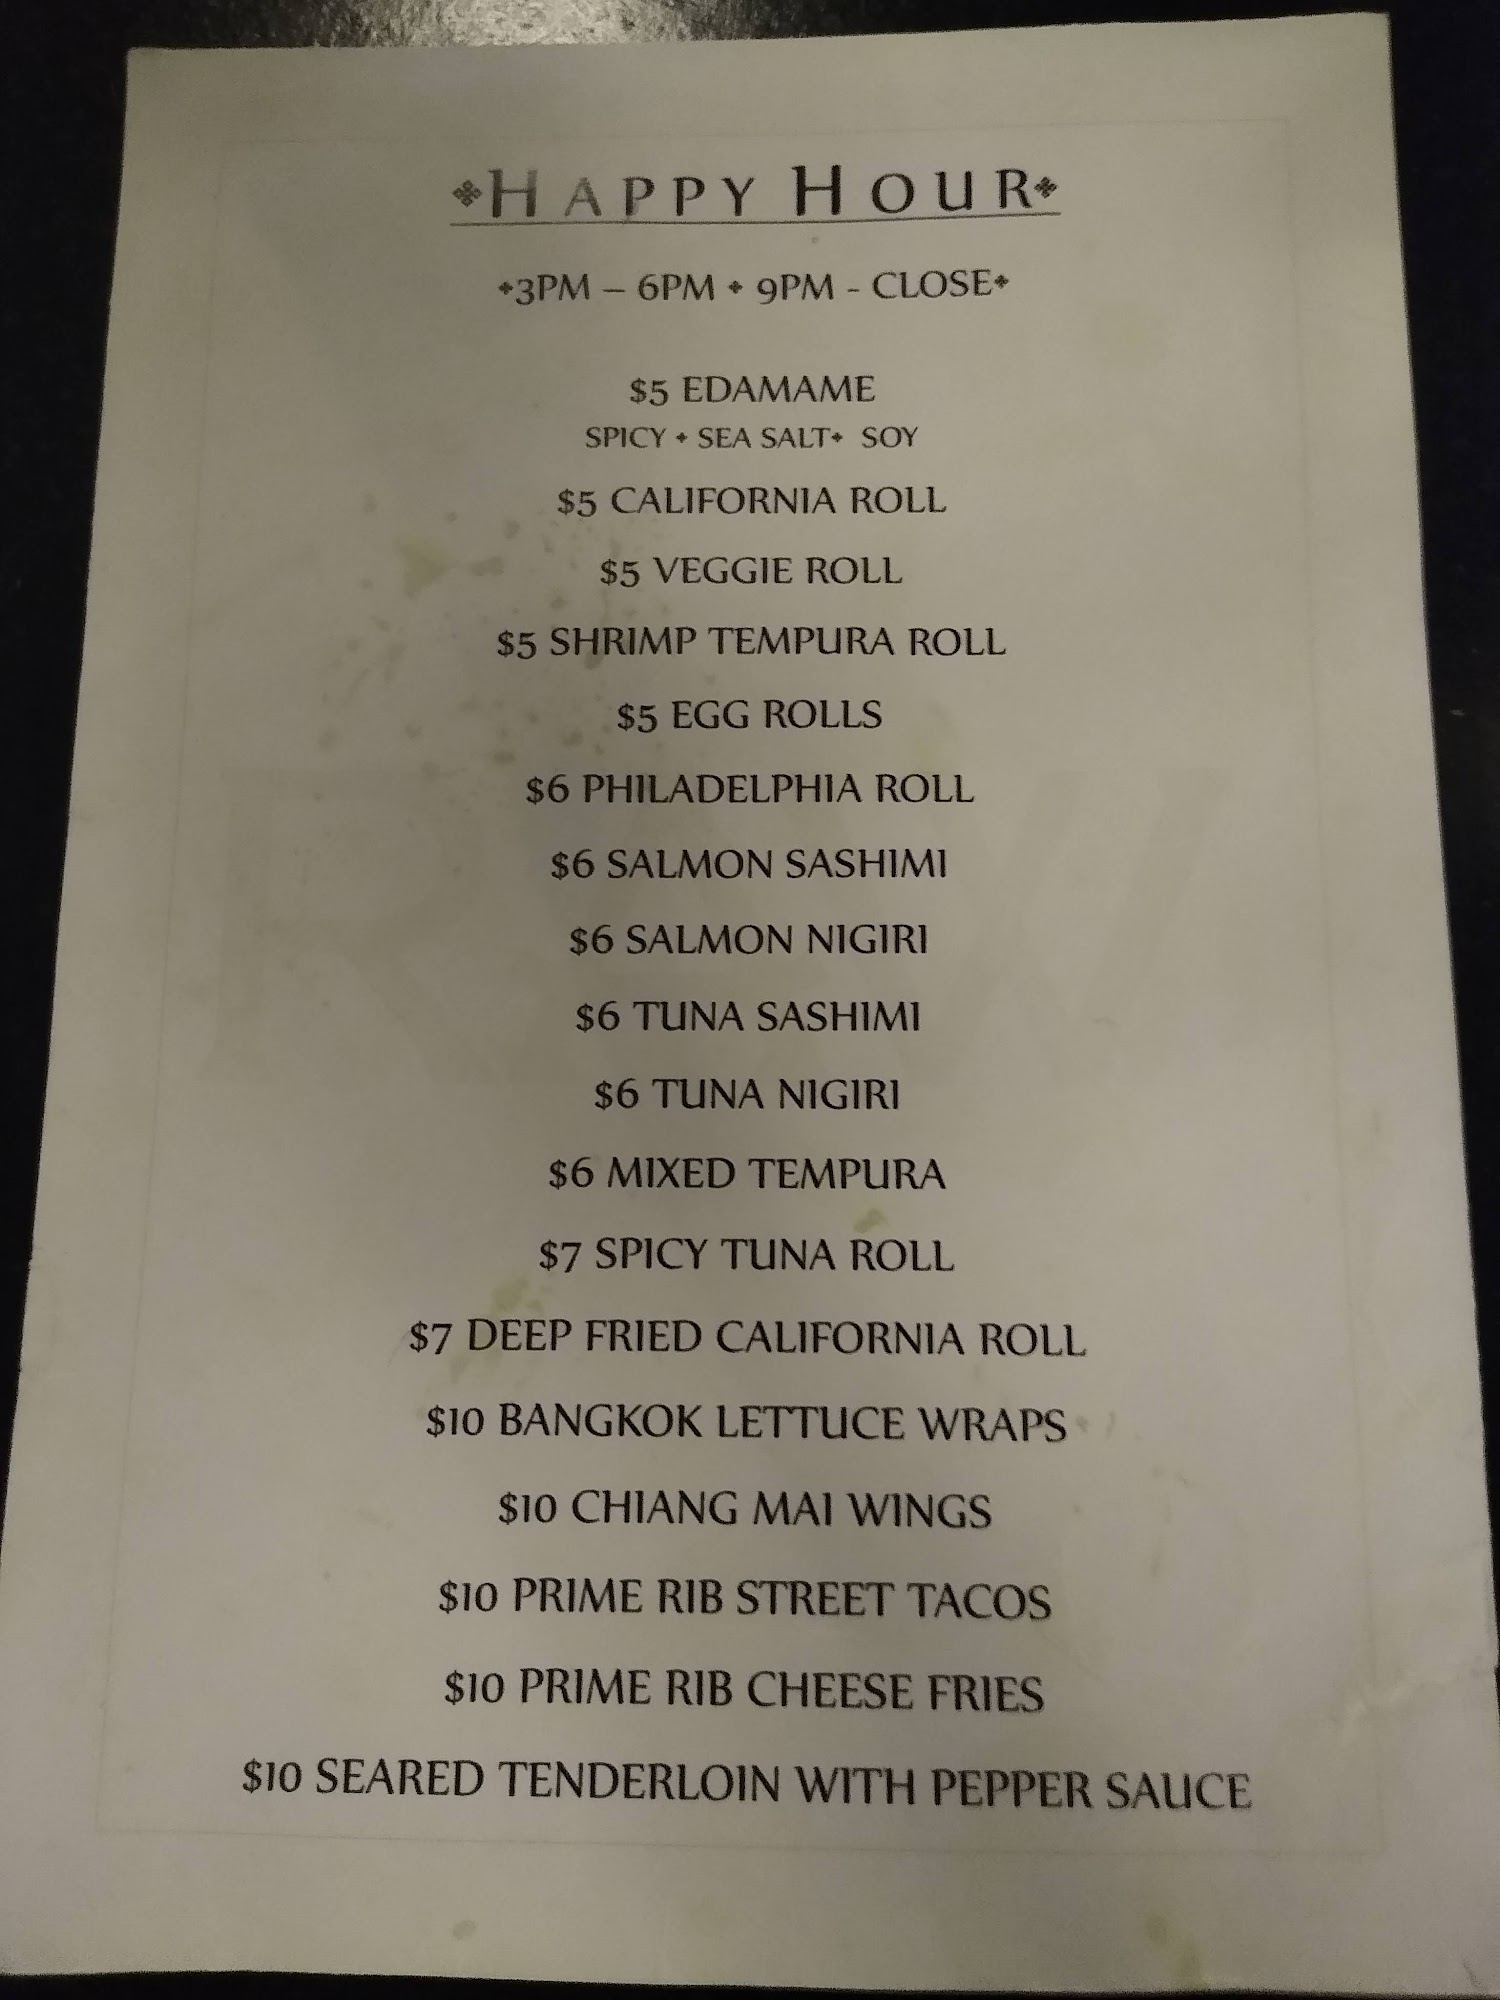 HAPPY HOUR
3PM – 6PM • 9PM - CLOSE
$5 EDAMAME
SPICY • SEA SALT • SOY
$5 CALIFORNIA ROLL
$5 VEGGIE ROLL
$5 SHRIMP TEMPURA ROLL
$5 EGG ROLLS
$6 PHILADELPHIA ROLL
$6 SALMON SASHIMI
$6 SALMON NIGIRI
$6 TUNA SASHIMI
$6 TUNA NIGIRI
$6 MIXED TEMPURA
$7 SPICY TUNA ROLL
$7 DEEP FRIED CALIFORNIA ROLL
$10 BANGKOK LETTUCE WRAPS
$10 CHIANG MAI WINGS
$10 PRIME RIB STREET TACOS
$10 PRIME RIB CHEESE FRIES
$10 SEARED TENDERLOIN WITH PEPPER SAUCE